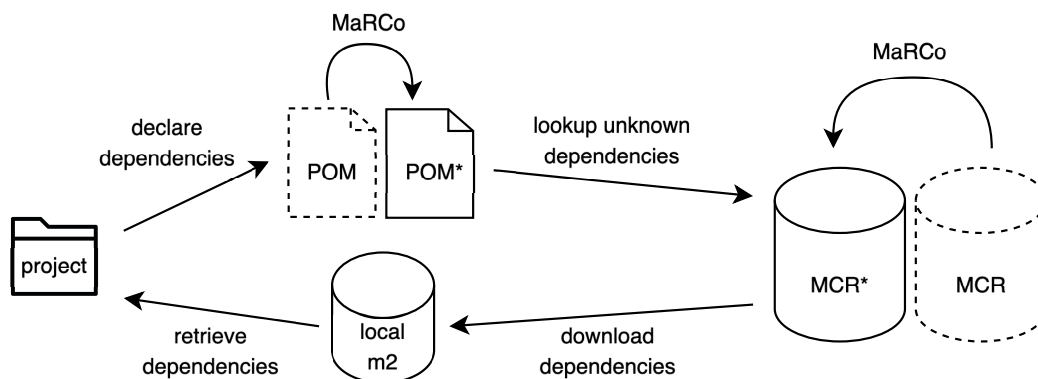 MaRCo
MaRCo
declare
dependencies
lookup unknown
dependencies
POM
POM*
project
MCR*
MCR
local
m2
retrieve
dependencies
download
dependencies